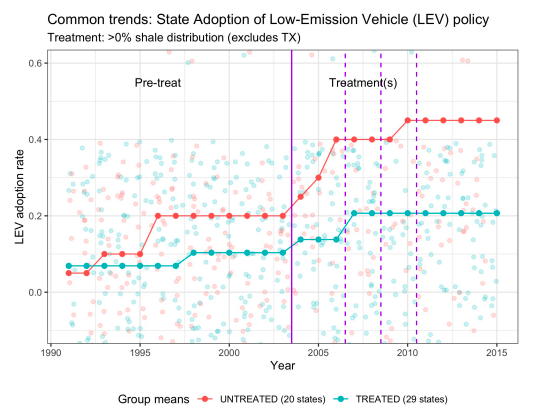 Common trends: State Adoption of Low-Emission Vehicle (LEV) policy
Treatment: >0% shale distribution (excludes TX)
0.6
Pre-treat
Treatment(s)
0.4
LEV adoption rate
0.2
0.0
1990
1995
2000
2005
2010
2015
Year
Group means
UNTREATED (20 states)
TREATED (29 states)